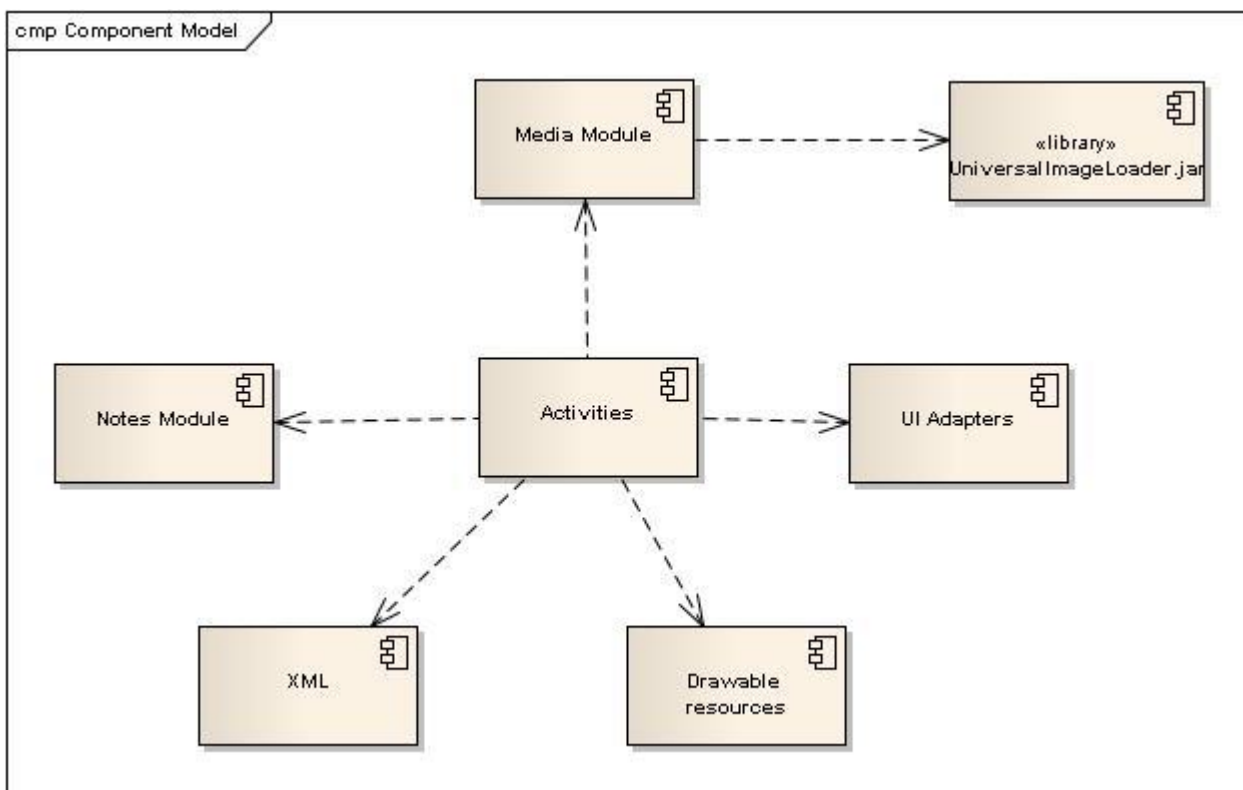 cmp Component Model
Media Module
«library»
UniversalImageLoader.jar
Notes Module
Activities
UI Adapters
XML
Drawable
resources